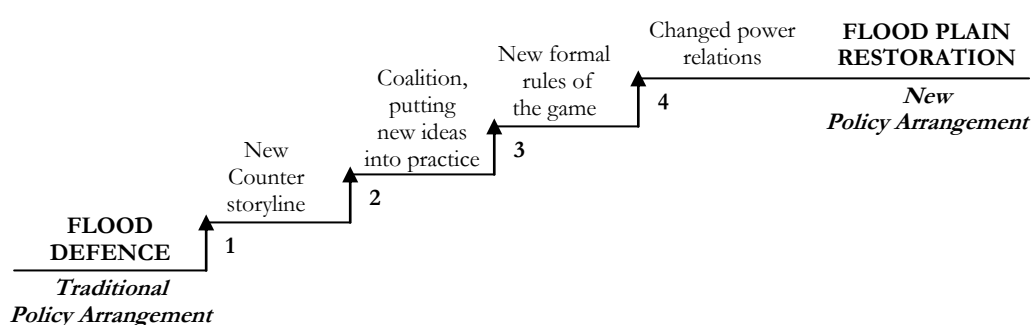 FLOOD
DEFENCE
Traditional
Policy Arrangement
1
New
Counter
storyline
2
Coalition,
putting
new ideas
into practice
3
New formal
rules of
the game
4
Changed power
relations
FLOOD PLAIN
RESTORATION
New
Policy Arrangement